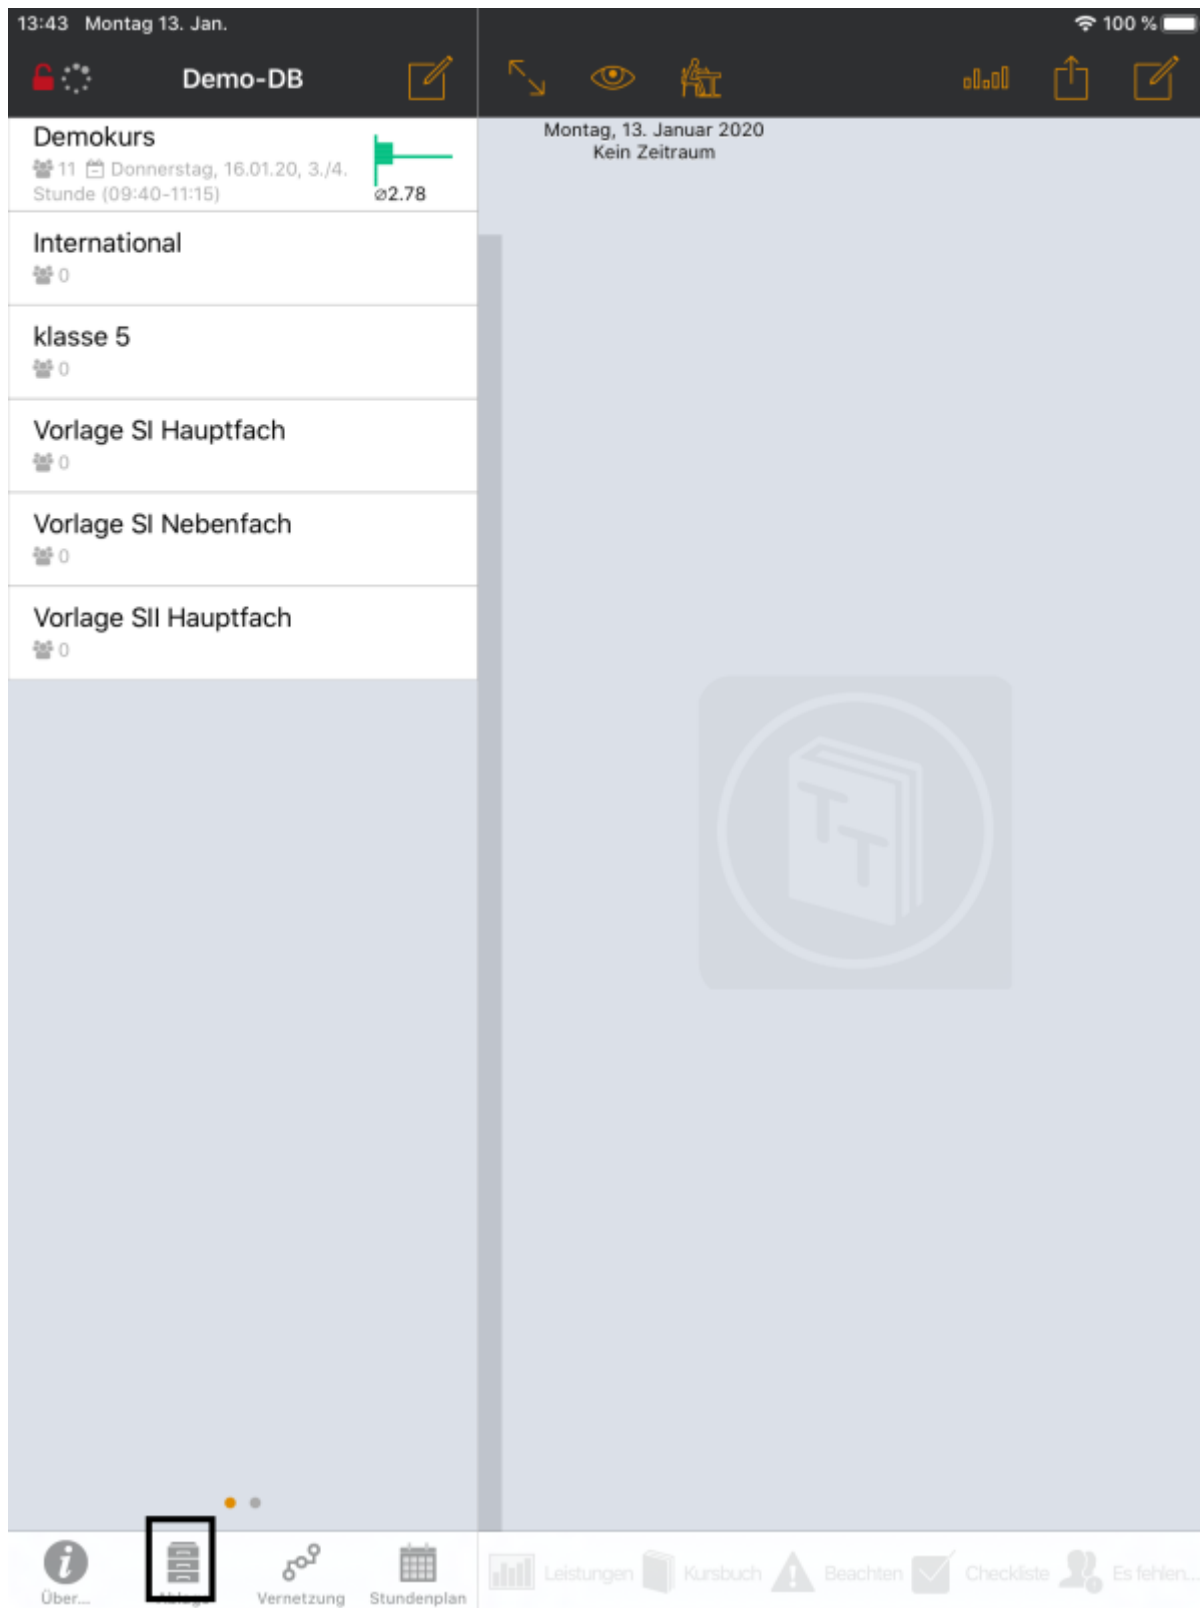 13:43 Montag 13. Jan.
100 %
Demo-DB
Demokurs
11 Donnerstag, 16.01.20, 3./4.
Stunde (09:40-11:15)
⌀2.78
International
0
klasse 5
0
Vorlage SI Hauptfach
0
Vorlage SI Nebenfach
0
Vorlage SII Hauptfach
0
Montag, 13. Januar 2020
Kein Zeitraum
TT
Über...
Ablage
Vernetzung
Stundenplan
Leistungen
Kursbuch
Beachten
Checkliste
Es fehlen...